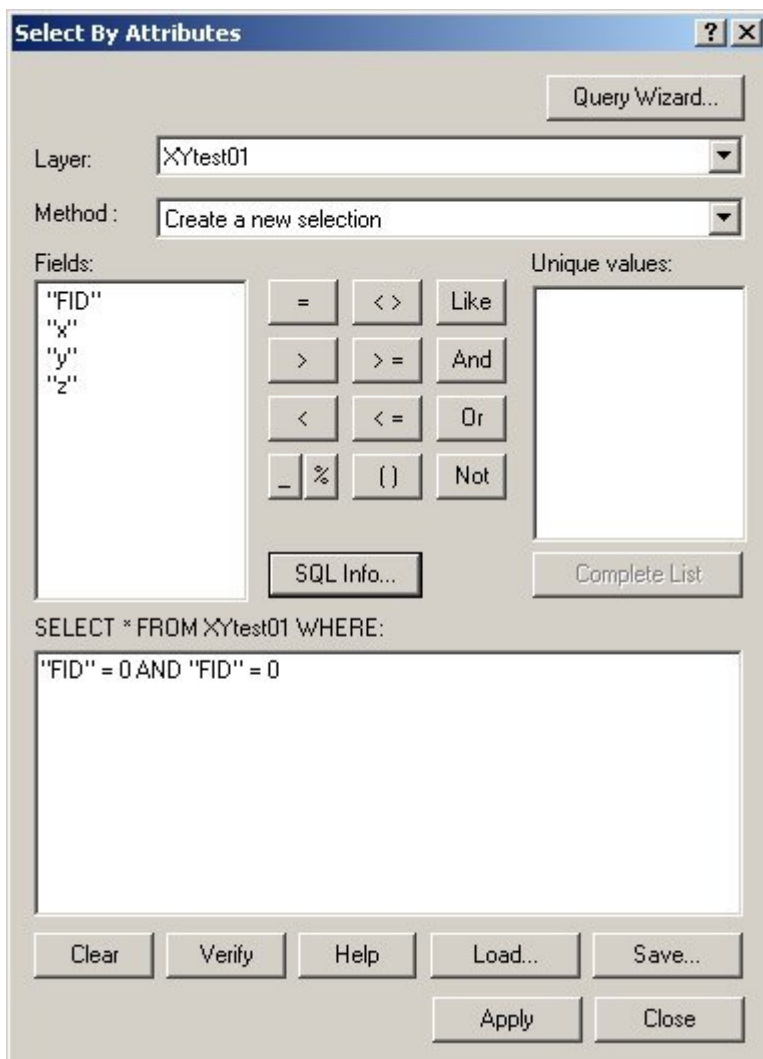 Select By Attributes
Query Wizard...
Layer: XYtest01
Method : Create a new selection
Fields: Unique values:
"FID"
"x"
"y"
"z"
= < > Like
> > = And
< < = Or
_ % ( ) Not
SQL Info... Complete List
SELECT * FROM XYtest01 WHERE:
"FID" = 0 AND "FID" = 0
Clear Verify Help Load... Save...
Apply Close